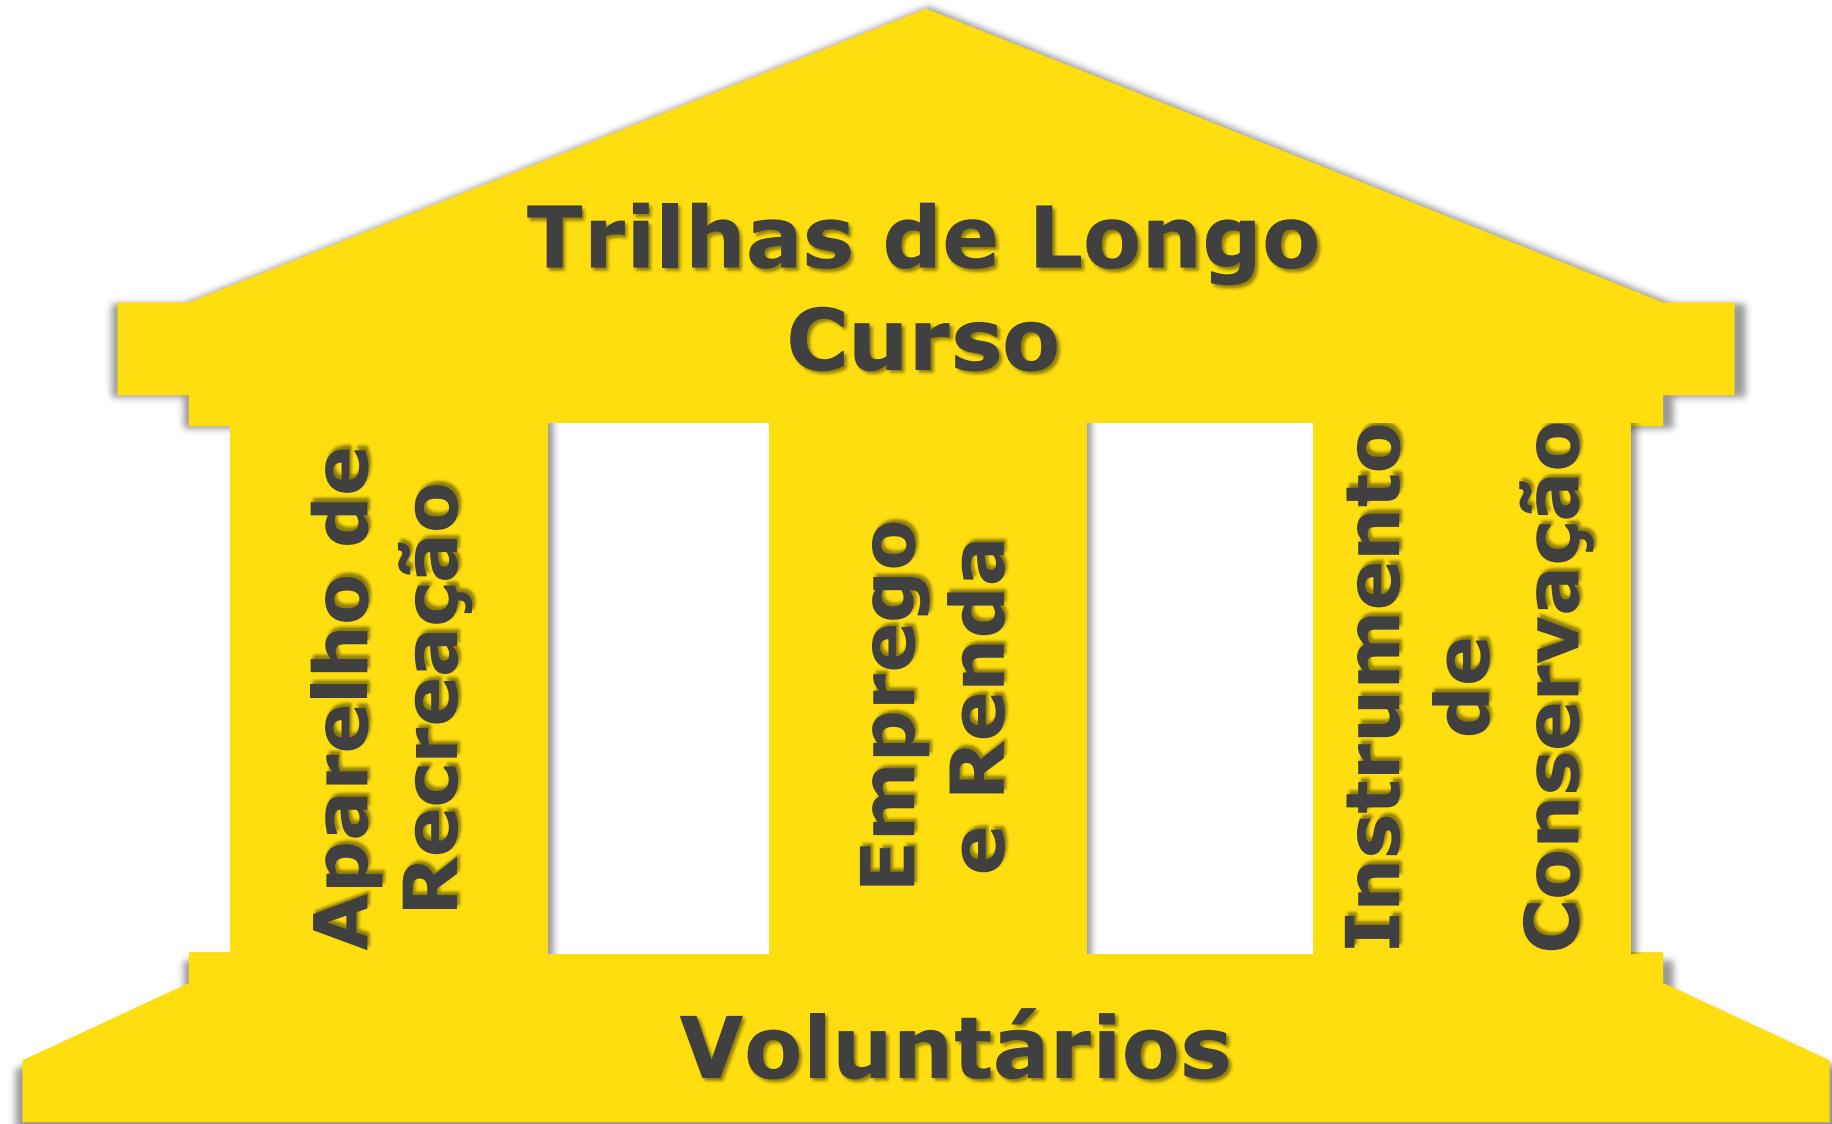 Trilhas de Longo
Curso
Aparelho de
Recreação
Emprego
e Renda
Instrumento
de
Conservação
Voluntários